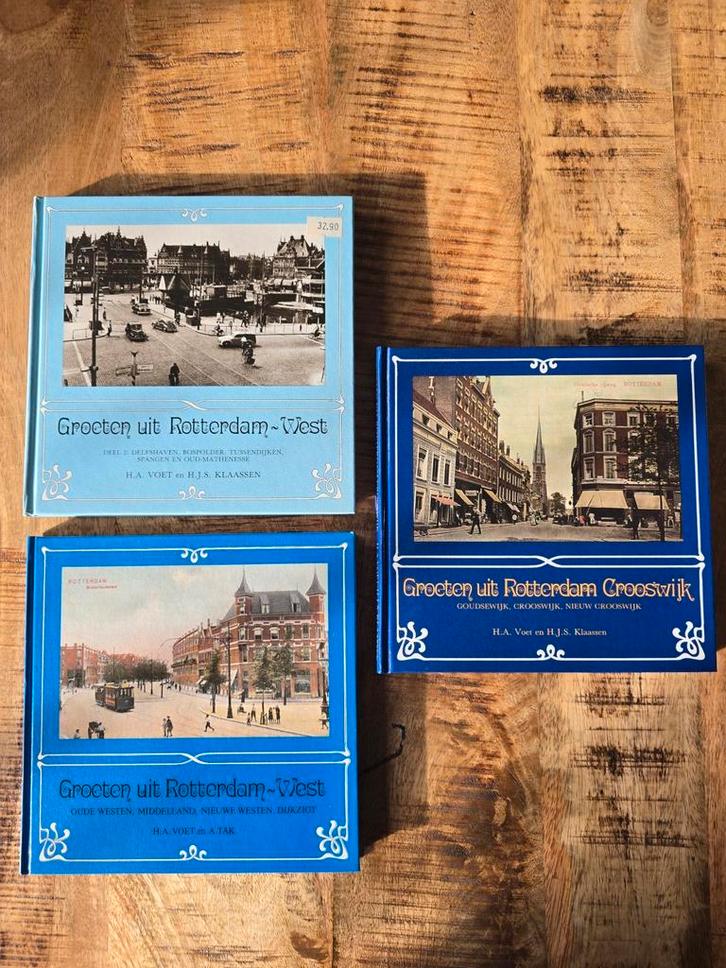 32.90
Groeten uit Rotterdam~West
DEEL 2: DELFSHAVEN, BOSPOLDER, TUSSENDIJKEN,
SPANGEN EN OUD-MATHENESSE
H.A. VOET en H.J.S. KLAASSEN
ROTTERDAM
Groeten uit Rotterdam~West
OUDE WESTEN, MIDDELLAND, NIEUWE WESTEN, DIJKZIGT
H.A. VOET en A. TAK
ROTTERDAM
Groeten uit Rotterdam Crooswijk
GOUDSEWIJK, CROOSWIJK, NIEUW CROOSWIJK
H.A. Voet en H.J.S. Klaassen